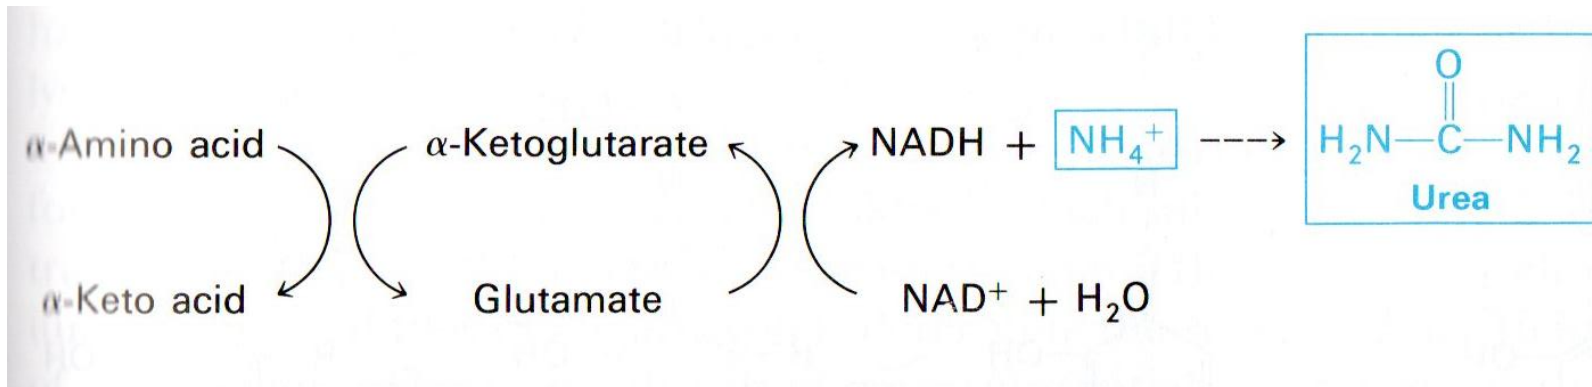 O
α-Amino acid α-Ketoglutarate NADH + NH₄⁺ H₂N—C—NH₂
Urea
α-Keto acid Glutamate NAD⁺ + H₂O